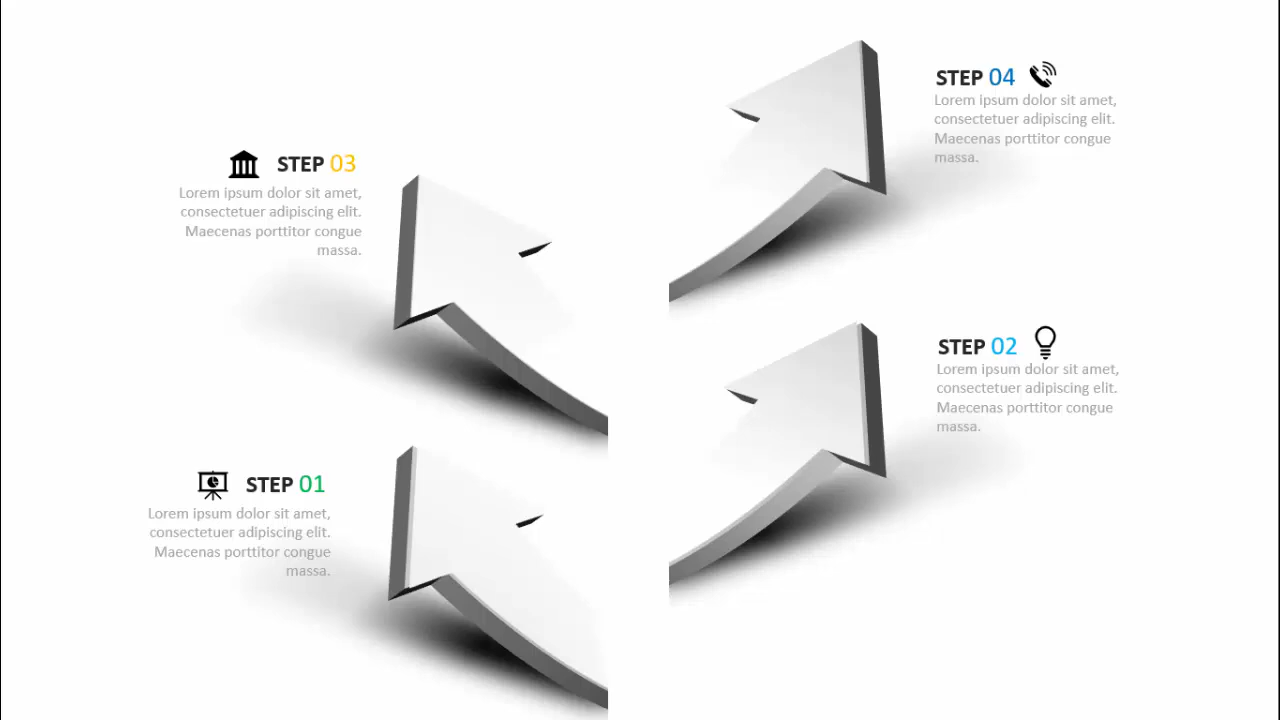 STEP 04
Lorem ipsum dolor sit amet,
consectetuer adipiscing elit.
Maecenas porttitor congue
massa.
STEP 03
Lorem ipsum dolor sit amet,
consectetuer adipiscing elit.
Maecenas porttitor congue
massa.
STEP 02
Lorem ipsum dolor sit amet,
consectetuer adipiscing elit.
Maecenas porttitor congue
massa.
STEP 01
Lorem ipsum dolor sit amet,
consectetuer adipiscing elit.
Maecenas porttitor congue
massa.